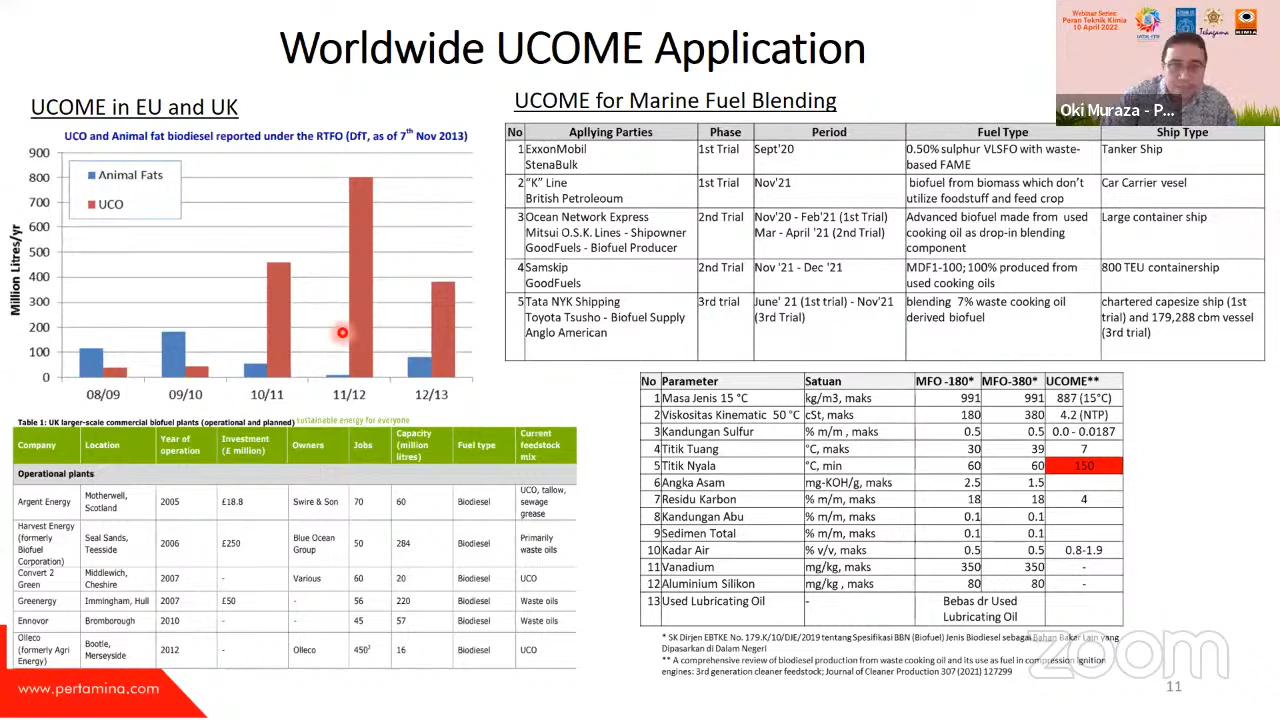 Worldwide UCOME Application
Webinar Series:
Peran Teknik Kimia
10 April 2022
Oki Muraza - P...
UCOME in EU and UK
UCO and Animal fat biodiesel reported under the RTFO (DfT, as of 7th Nov 2013)
Million Litres/yr
900
800
700
600
500
400
300
200
100
0
Animal Fats
UCO
08/09 09/10 10/11 11/12 12/13
Table 1: UK larger-scale commercial biofuel plants (operational and planned) sustainable energy for everyone
Company Location Year of operation Investment (£ million) Owners Jobs Capacity (million litres) Fuel type Current feedstock mix
Operational plants
Argent Energy Motherwell, Scotland 2005 £18.8 Swire & Son 70 60 Biodiesel UCO, tallow, sewage grease
Harvest Energy (formerly Biofuel Corporation) Seal Sands, Teesside 2006 £250 Blue Ocean Group 50 284 Biodiesel Primarily waste oils
Convert 2 Green Middlewich, Cheshire 2007 - Various 60 20 Biodiesel UCO
Greenergy Immingham, Hull 2007 £50 - 56 220 Biodiesel Waste oils
Ennovor Bromborough 2010 - - 45 57 Biodiesel Waste oils
Olleco (formerly Agri Energy) Bootle, Merseyside 2012 - Olleco 450² 16 Biodiesel UCO
www.pertamina.com
UCOME for Marine Fuel Blending
No Apllying Parties Phase Period Fuel Type Ship Type
1 ExxonMobil StenaBulk 1st Trial Sept'20 0.50% sulphur VLSFO with waste-based FAME Tanker Ship
2 "K" Line British Petroleoum 1st Trial Nov'21 biofuel from biomass which don't utilize foodstuff and feed crop Car Carrier vesel
3 Ocean Network Express Mitsui O.S.K. Lines - Shipowner GoodFuels - Biofuel Producer 2nd Trial Nov'20 - Feb'21 (1st Trial) Mar - April '21 (2nd Trial) Advanced biofuel made from used cooking oil as drop-in blending component Large container ship
4 Samskip GoodFuels 2nd Trial Nov '21 - Dec '21 MDF1-100; 100% produced from used cooking oils 800 TEU containership
5 Tata NYK Shipping Toyota Tsusho - Biofuel Supply Anglo American 3rd trial June' 21 (1st trial) - Nov'21 (3rd Trial) blending 7% waste cooking oil derived biofuel chartered capesize ship (1st trial) and 179,288 cbm vessel (3rd trial)
No Parameter Satuan MFO -180* MFO-380* UCOME**
1 Masa Jenis 15 °C kg/m3, maks 991 991 887 (15°C)
2 Viskositas Kinematic 50 °C cSt, maks 180 380 4.2 (NTP)
3 Kandungan Sulfur % m/m , maks 0.5 0.5 0.0 - 0.0187
4 Titik Tuang °C, maks 30 39 7
5 Titik Nyala °C, min 60 60 150
6 Angka Asam mg-KOH/g, maks 2.5 1.5
7 Residu Karbon % m/m, maks 18 18 4
8 Kandungan Abu % m/m, maks 0.1 0.1
9 Sedimen Total % m/m, maks 0.1 0.1
10 Kadar Air % v/v, maks 0.5 0.5 0.8-1.9
11 Vanadium mg/kg, maks 350 350 -
12 Aluminium Silikon mg/kg , maks 80 80 -
13 Used Lubricating Oil - Bebas dr Used Lubricating Oil
* SK Dirjen EBTKE No. 179.K/10/DJE/2019 tentang Spesifikasi BBN (Biofuel) Jenis Biodiesel sebagai Bahan Bakar Lain yang
Dipasarkan di Dalam Negeri
** A comprehensive review of biodiesel production from waste cooking oil and its use as fuel in compression ignition
engines: 3rd generation cleaner feedstock; Journal of Cleaner Production 307 (2021) 127299
zoom
11